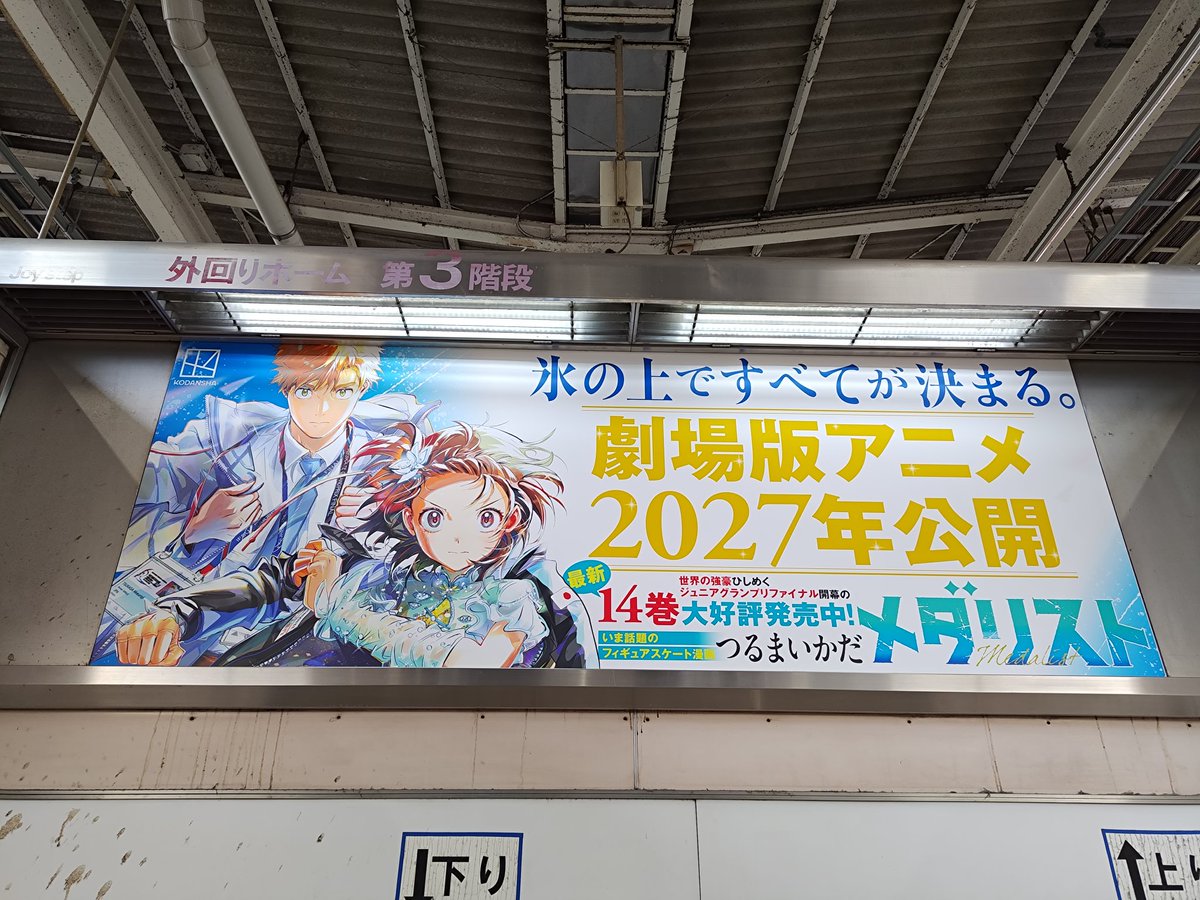 Joy Stop
外回りホーム 第3階段
KODANSHA
氷の上ですべてが決まる。
劇場版アニメ
2027年公開
最新
14巻
世界の強豪ひしめく
ジュニアグランプリファイナル開幕の
大好評発売中!
いま話題の
フィギュアスケート漫画
つるまいかだ
メダリスト
Medalist
↓下り
↑上り